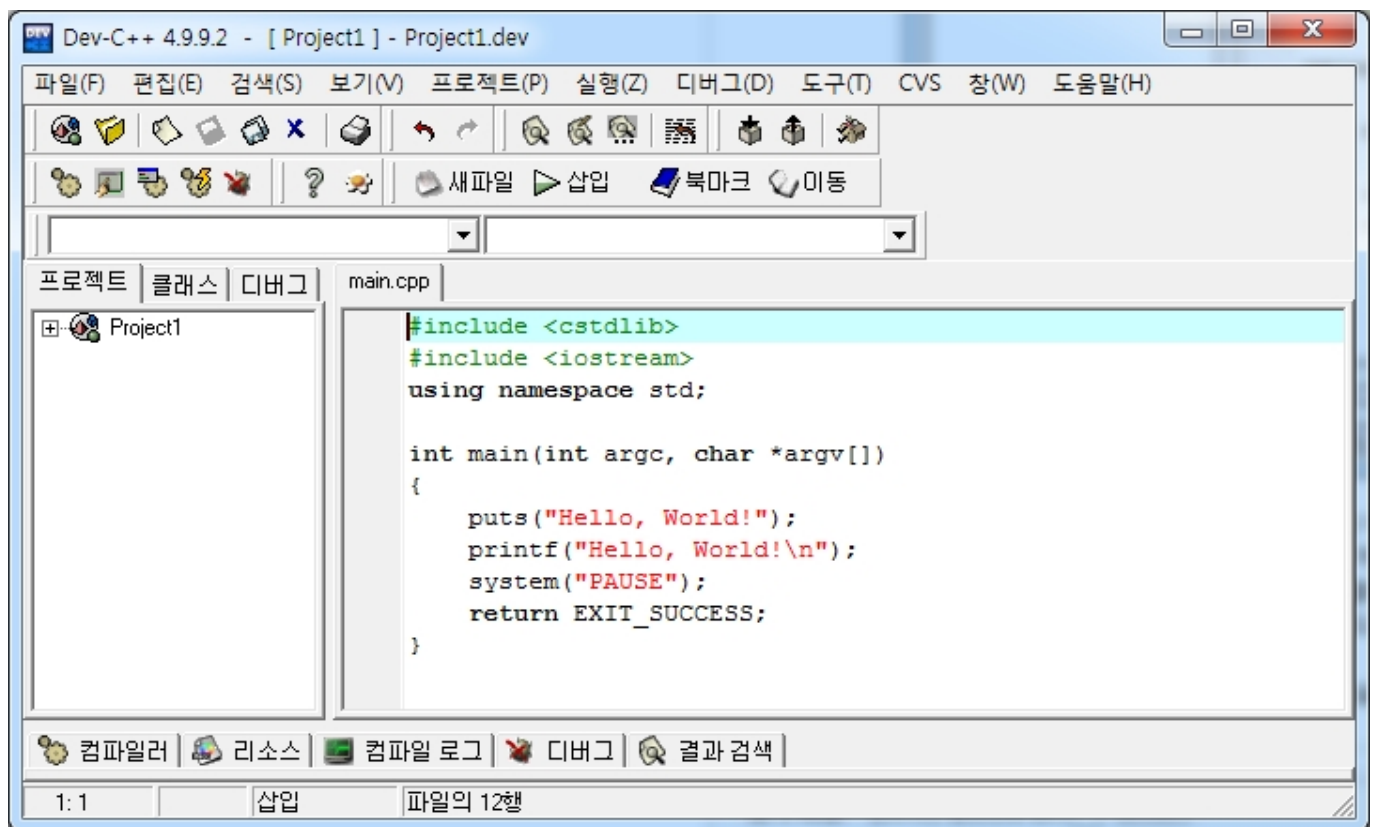 Dev-C++ 4.9.9.2 - [ Project1 ] - Project1.dev
파일(F) 편집(E) 검색(S) 보기(V) 프로젝트(P) 실행(Z) 디버그(D) 도구(T) CVS 창(W) 도움말(H)
새파일 삽입 북마크 이동
프로젝트 클래스 디버그 main.cpp
Project1
#include <cstdlib>
#include <iostream>
using namespace std;
int main(int argc, char *argv[])
{
puts("Hello, World!");
printf("Hello, World!\n");
system("PAUSE");
return EXIT_SUCCESS;
}
컴파일러 리소스 컴파일 로그 디버그 결과 검색
1: 1 삽입 파일의 12행